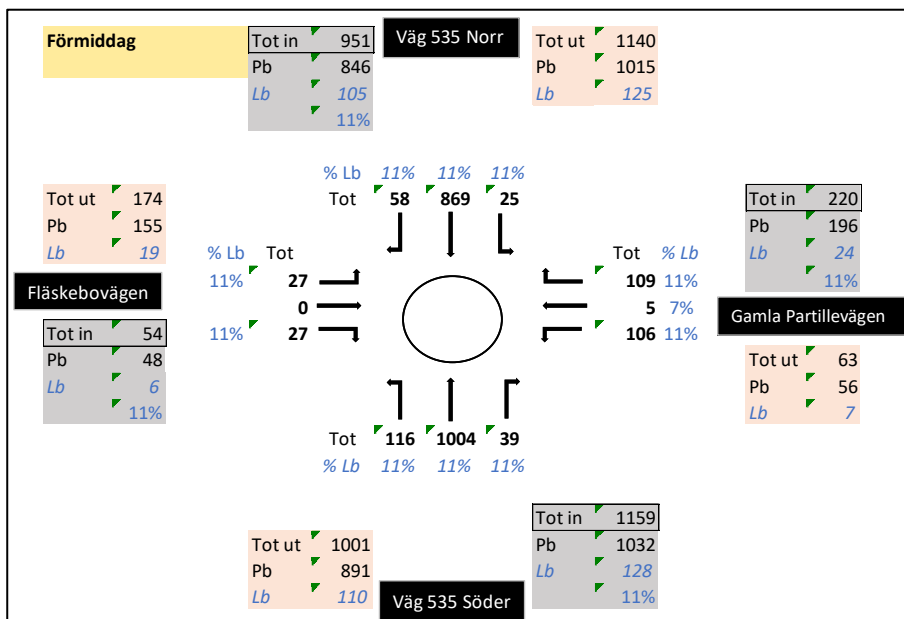 Förmiddag
Tot in 951
Pb 846
Lb 105
11%
Väg 535 Norr
Tot ut 1140
Pb 1015
Lb 125
% Lb 11% 11% 11%
Tot 58 869 25
Tot ut 174
Pb 155
Lb 19
Fläskebovägen
Tot in 54
Pb 48
Lb 6
11%
% Lb Tot
11% 27
0
11% 27
Tot % Lb
109 11%
5 7%
106 11%
Tot in 220
Pb 196
Lb 24
11%
Gamla Partillevägen
Tot ut 63
Pb 56
Lb 7
Tot 116 1004 39
% Lb 11% 11% 11%
Tot ut 1001
Pb 891
Lb 110
Väg 535 Söder
Tot in 1159
Pb 1032
Lb 128
11%